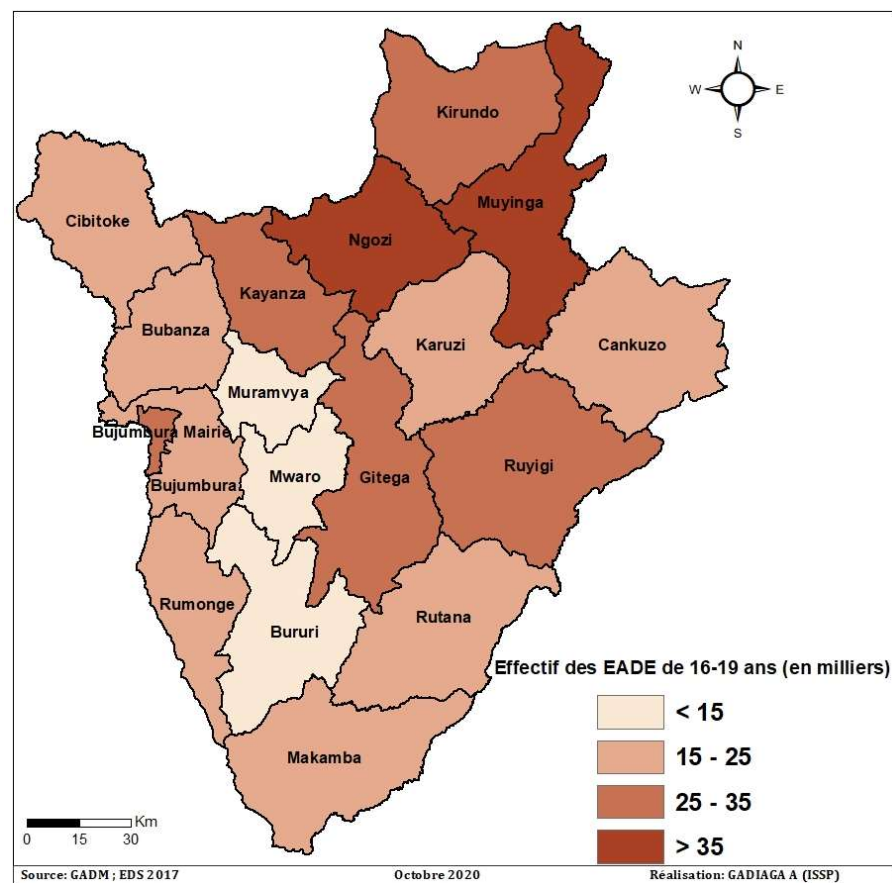 N
W E
S
Kirundo
Muyinga
Cibitoke
Ngozi
Kayanza
Bubanza
Karuzi
Cankuzo
Muramvya
Bujumbura Mairie
Mwaro
Gitega
Ruyigi
Bujumbura
Rumonge
Bururi
Rutana
Makamba
Effectif des EADE de 16-19 ans (en milliers)
< 15
15 - 25
25 - 35
> 35
Km
0 15 30
Source: GADM ; EDS 2017 Octobre 2020 Réalisation: GADIAGA A (ISSP)